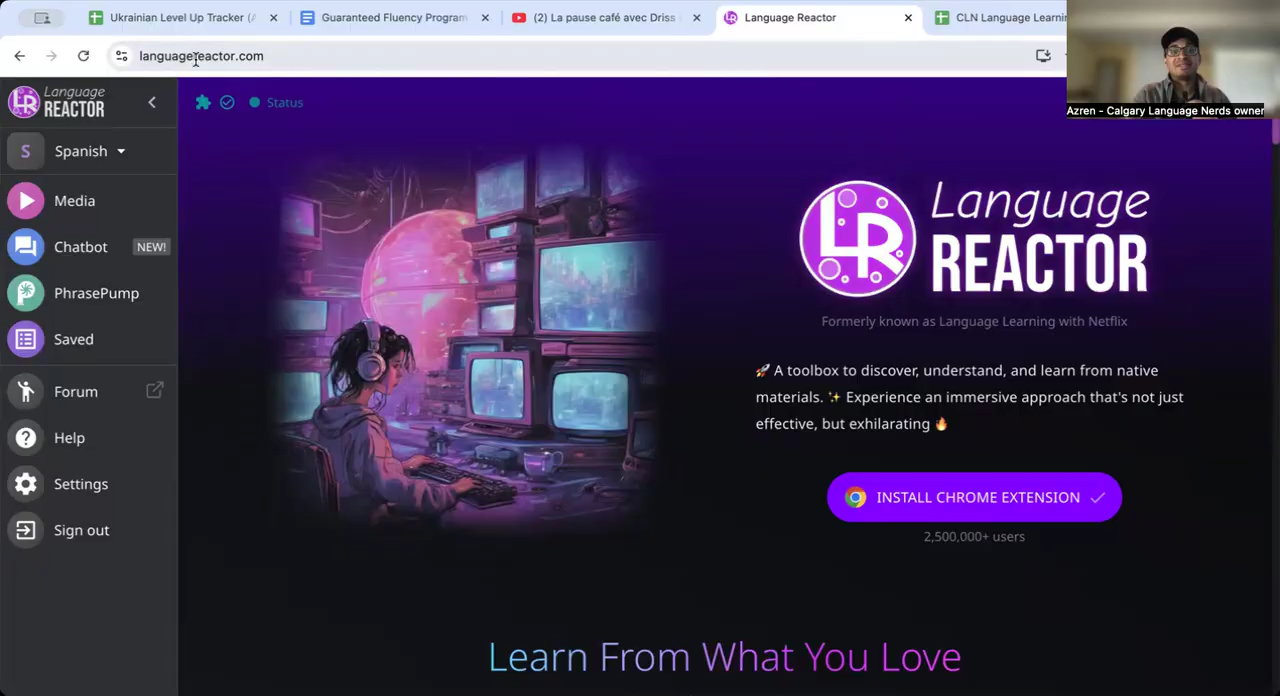 Ukrainian Level Up Tracker (
Guaranteed Fluency Program
(2) La pause café avec Driss
Language Reactor
CLN Language Learni
languagereactor.com
Azren - Calgary Language Nerds owner
Language
REACTOR
Status
S
Spanish
Media
Chatbot
NEW!
PhrasePump
Saved
Forum
Help
Settings
Sign out
LR
Language
REACTOR
Formerly known as Language Learning with Netflix
🚀 A toolbox to discover, understand, and learn from native
materials. ✨ Experience an immersive approach that's not just
effective, but exhilarating 🔥
INSTALL CHROME EXTENSION
2,500,000+ users
Learn From What You Love